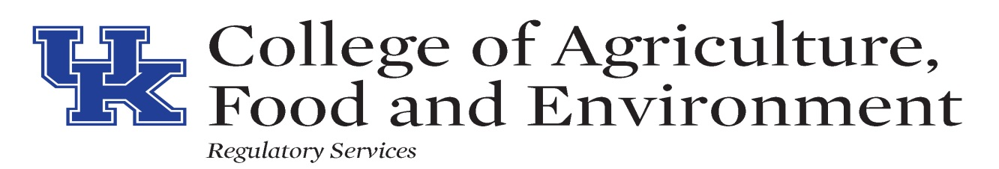 UK
College of Agriculture,
Food and Environment
Regulatory Services